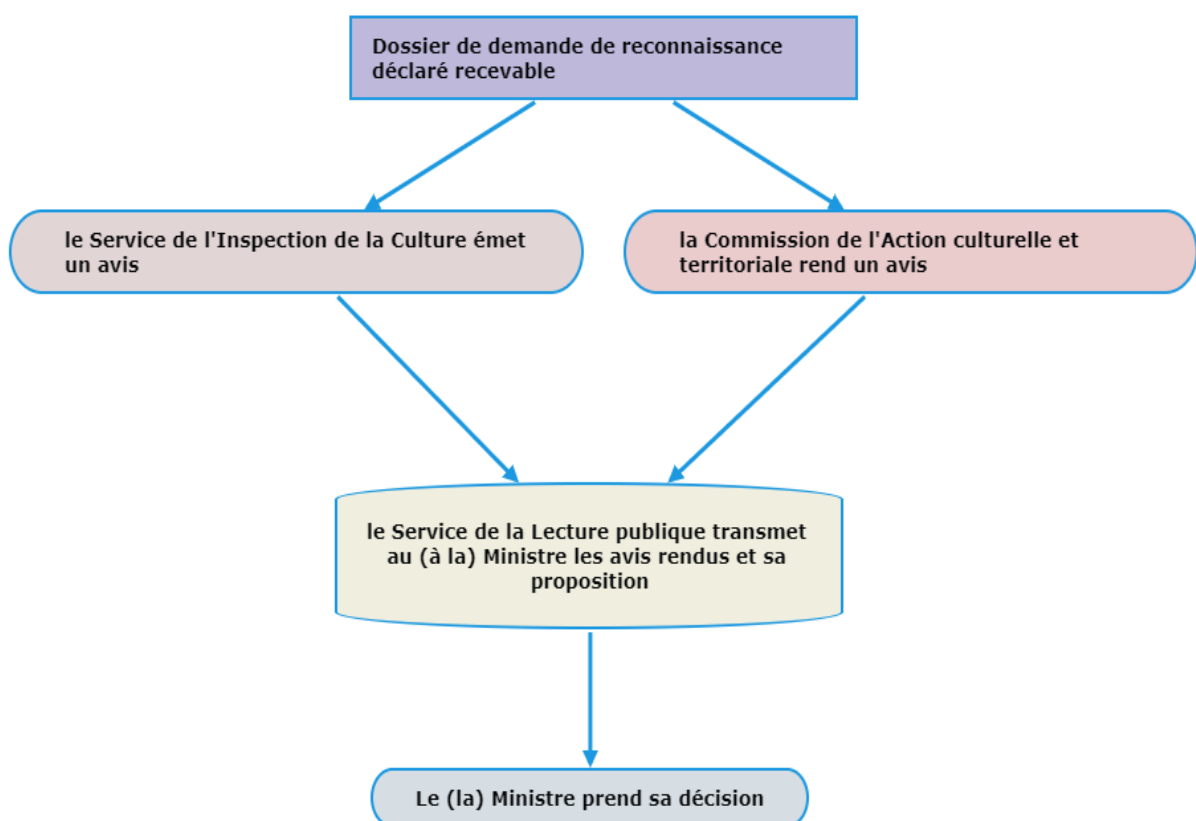 Dossier de demande de reconnaissance
déclaré recevable
le Service de l'Inspection de la Culture émet
un avis
la Commission de l'Action culturelle et
territoriale rend un avis
le Service de la Lecture publique transmet
au (à la) Ministre les avis rendus et sa
proposition
Le (la) Ministre prend sa décision